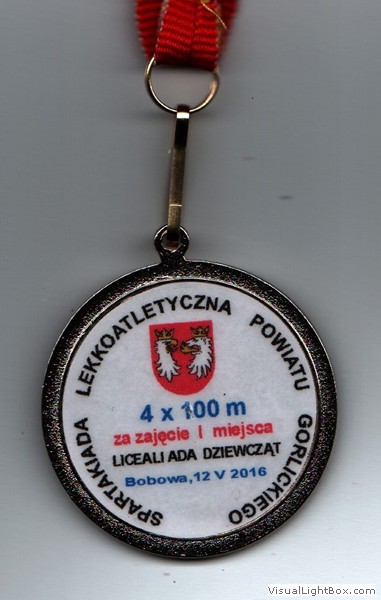 SPARTAKIADA LEKKOATLETYCZNA POWIATU GORLICKIEGO
4 x 100 m
za zajęcie I miejsca
LICEALI ADA DZIEWCZĄT
Bobowa, 12 V 2016
VisualLightBox.com